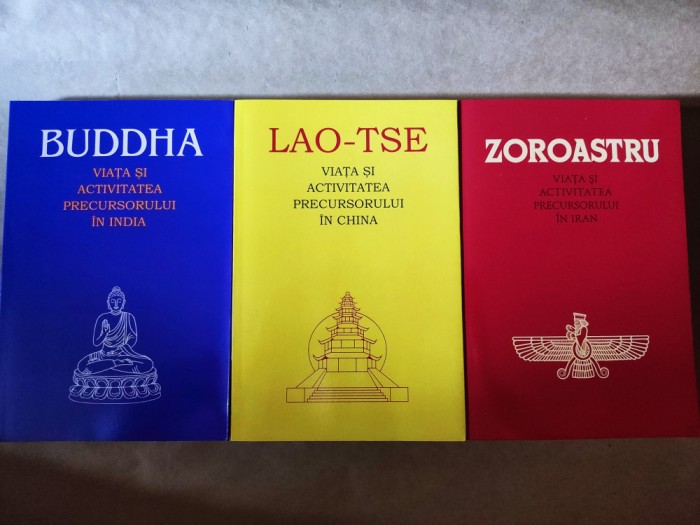 BUDDHA
VIAȚA ȘI
ACTIVITATEA
PRECURSORULUI
ÎN INDIA
LAO-TSE
VIAȚA ȘI
ACTIVITATEA
PRECURSORULUI
ÎN CHINA
ZOROASTRU
VIAȚA ȘI
ACTIVITATEA
PRECURSORULUI
ÎN IRAN